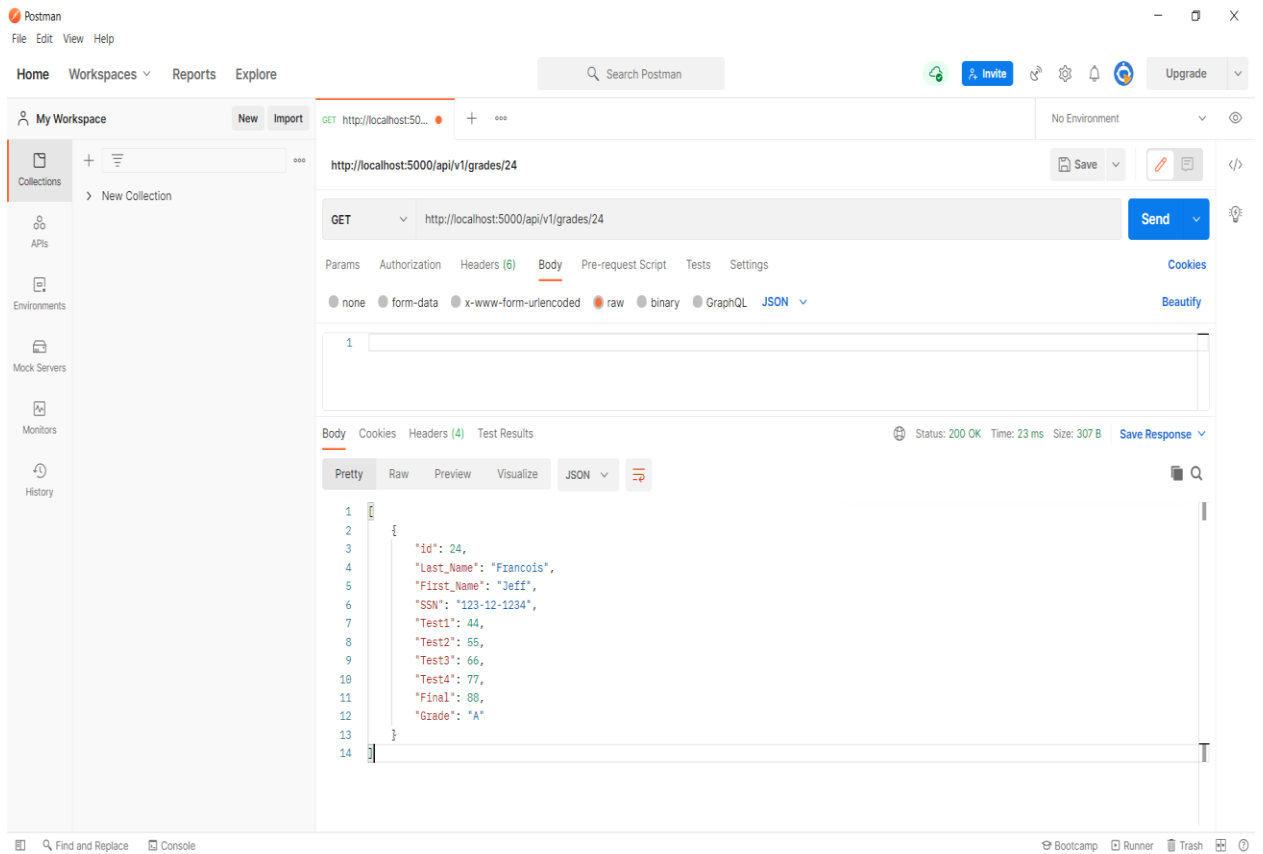 Postman
File Edit View Help
Home Workspaces Reports Explore Search Postman Invite Upgrade
My Workspace New Import GET http://localhost:50... No Environment
http://localhost:5000/api/v1/grades/24 Save
Collections
New Collection
APIs
Environments
Mock Servers
Monitors
History
GET http://localhost:5000/api/v1/grades/24 Send
Params Authorization Headers (6) Body Pre-request Script Tests Settings Cookies
none form-data x-www-form-urlencoded raw binary GraphQL JSON Beautify
1
Body Cookies Headers (4) Test Results Status: 200 OK Time: 23 ms Size: 307 B Save Response
Pretty Raw Preview Visualize JSON
1 [
2 {
3 "id": 24,
4 "Last_Name": "Francois",
5 "First_Name": "Jeff",
6 "SSN": "123-12-1234",
7 "Test1": 44,
8 "Test2": 55,
9 "Test3": 66,
10 "Test4": 77,
11 "Final": 88,
12 "Grade": "A"
13 }
14 ]
Find and Replace Console Bootcamp Runner Trash